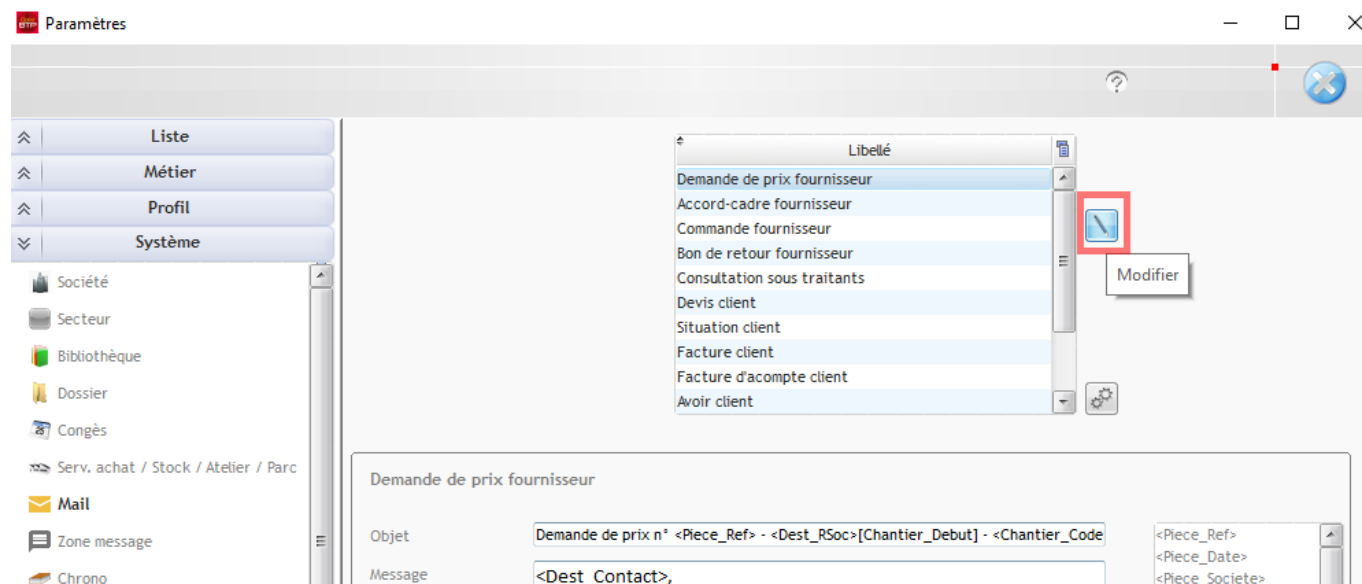 Paramètres
Liste
Métier
Profil
Système
Société
Secteur
Bibliothèque
Dossier
Congès
Serv. achat / Stock / Atelier / Parc
Mail
Zone message
Chrono
Libellé
Demande de prix fournisseur
Accord-cadre fournisseur
Commande fournisseur
Bon de retour fournisseur
Consultation sous traitants
Devis client
Situation client
Facture client
Facture d'acompte client
Avoir client
Modifier
Demande de prix fournisseur
Objet
Demande de prix n° <Piece_Ref> - <Dest_RSoc>[Chantier_Debut] - <Chantier_Code
Message
<Dest_Contact>,
<Piece_Ref>
<Piece_Date>
<Piece_Societe>